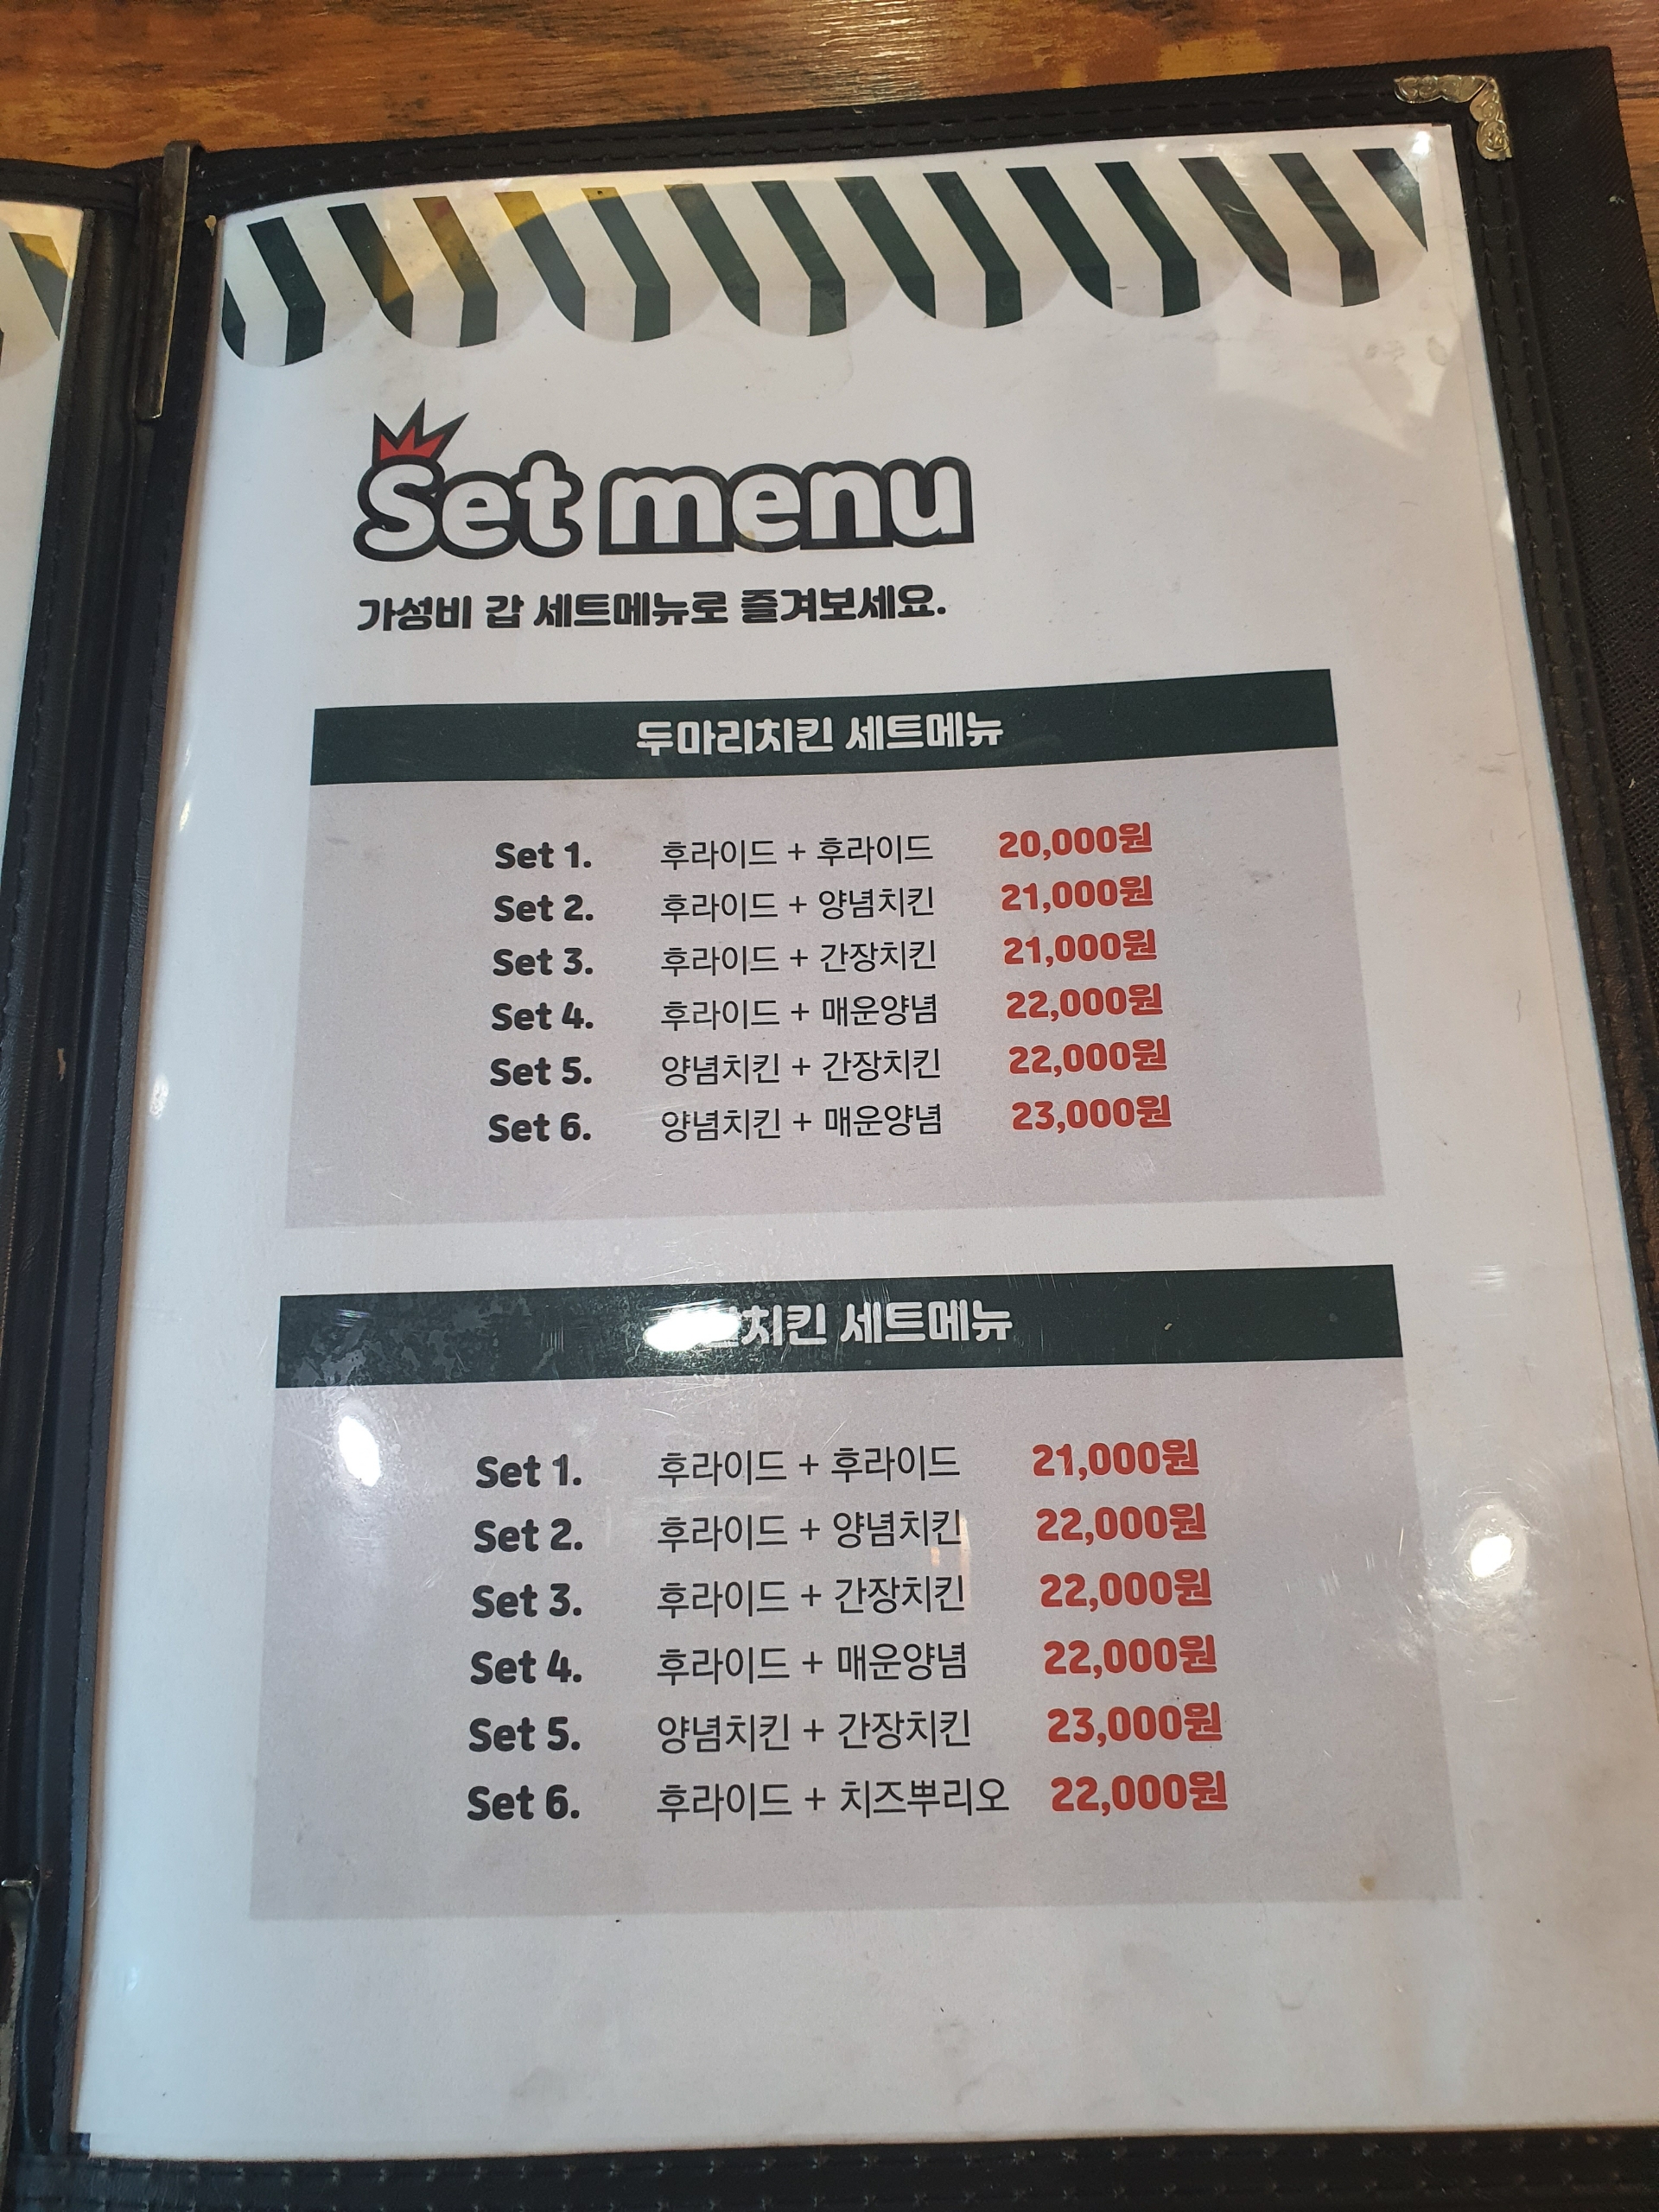 Set menu
가성비 갑 세트메뉴로 즐겨보세요.
두마리치킨 세트메뉴
Set 1. 후라이드 + 후라이드 20,000원
Set 2. 후라이드 + 양념치킨 21,000원
Set 3. 후라이드 + 간장치킨 21,000원
Set 4. 후라이드 + 매운양념 22,000원
Set 5. 양념치킨 + 간장치킨 22,000원
Set 6. 양념치킨 + 매운양념 23,000원
세트메뉴
Set 1. 후라이드 + 후라이드 21,000원
Set 2. 후라이드 + 양념치킨 22,000원
Set 3. 후라이드 + 간장치킨 22,000원
Set 4. 후라이드 + 매운양념 22,000원
Set 5. 양념치킨 + 간장치킨 23,000원
Set 6. 후라이드 + 치즈뿌리오 22,000원